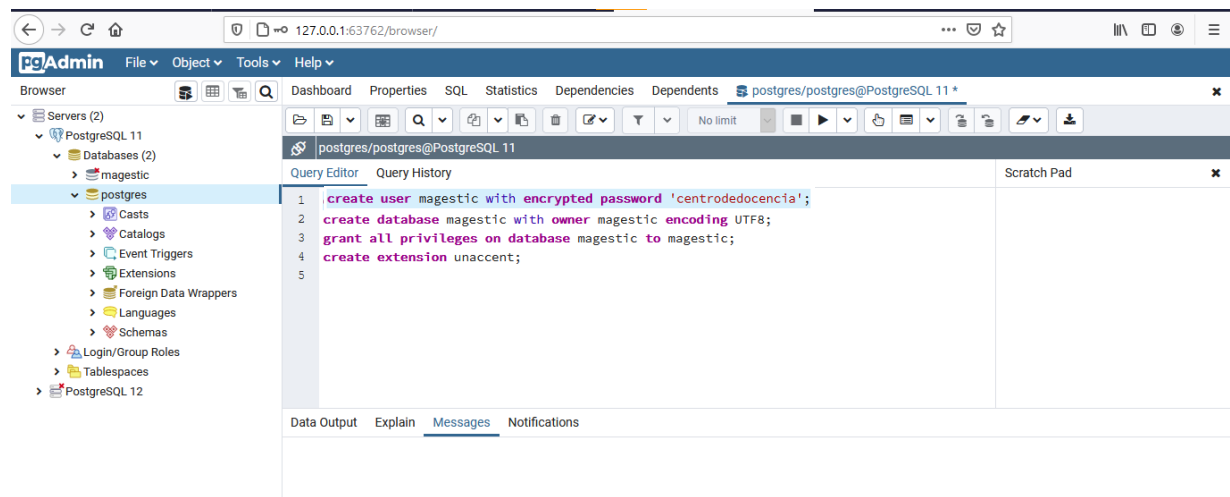 127.0.0.1:63762/browser/
pgAdmin File Object Tools Help
Browser
Dashboard Properties SQL Statistics Dependencies Dependents postgres/postgres@PostgreSQL 11 *
Servers (2)
PostgreSQL 11
Databases (2)
magestic
postgres
Casts
Catalogs
Event Triggers
Extensions
Foreign Data Wrappers
Languages
Schemas
Login/Group Roles
Tablespaces
PostgreSQL 12
No limit
postgres/postgres@PostgreSQL 11
Query Editor Query History
Scratch Pad
1 create user magestic with encrypted password 'centrodedocencia';
2 create database magestic with owner magestic encoding UTF8;
3 grant all privileges on database magestic to magestic;
4 create extension unaccent;
5
Data Output Explain Messages Notifications